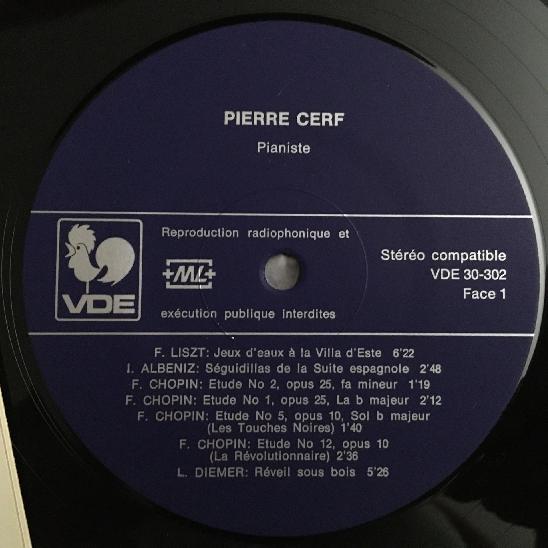 PIERRE CERF
Pianiste
Reproduction radiophonique et
Stéréo compatible
VDE 30-302
Face 1
VDE
ML
exécution publique interdites
F. LISZT: Jeux d'eaux à la Villa d'Este 6'22
I. ALBENIZ: Séguidillas de la Suite espagnole 2'48
F. CHOPIN: Etude No 2, opus 25, fa mineur 1'19
F. CHOPIN: Etude No 1, opus 25, La b majeur 2'12
F. CHOPIN: Etude No 5, opus 10, Sol b majeur
(Les Touches Noires) 1'40
F. CHOPIN: Etude No 12, opus 10
(La Révolutionnaire) 2'36
L. DIEMER: Réveil sous bois 5'26